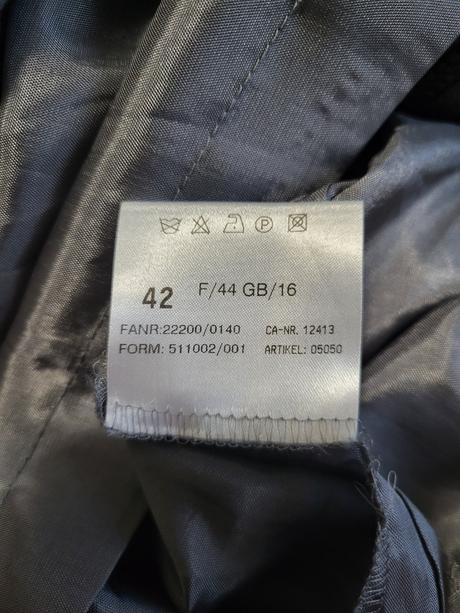 P
42 F/44 GB/16
FANR:22200/0140 CA-NR. 12413
FORM: 511002/001 ARTIKEL: 05050